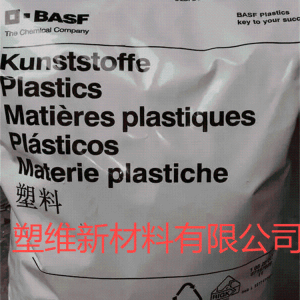 BASF
The Chemical Company
BASF Plastics
key to your succ
Kunststoffe
Plastics
Matières plastiques
Plásticos
Materie plastiche
塑料
塑维新材料有限公司